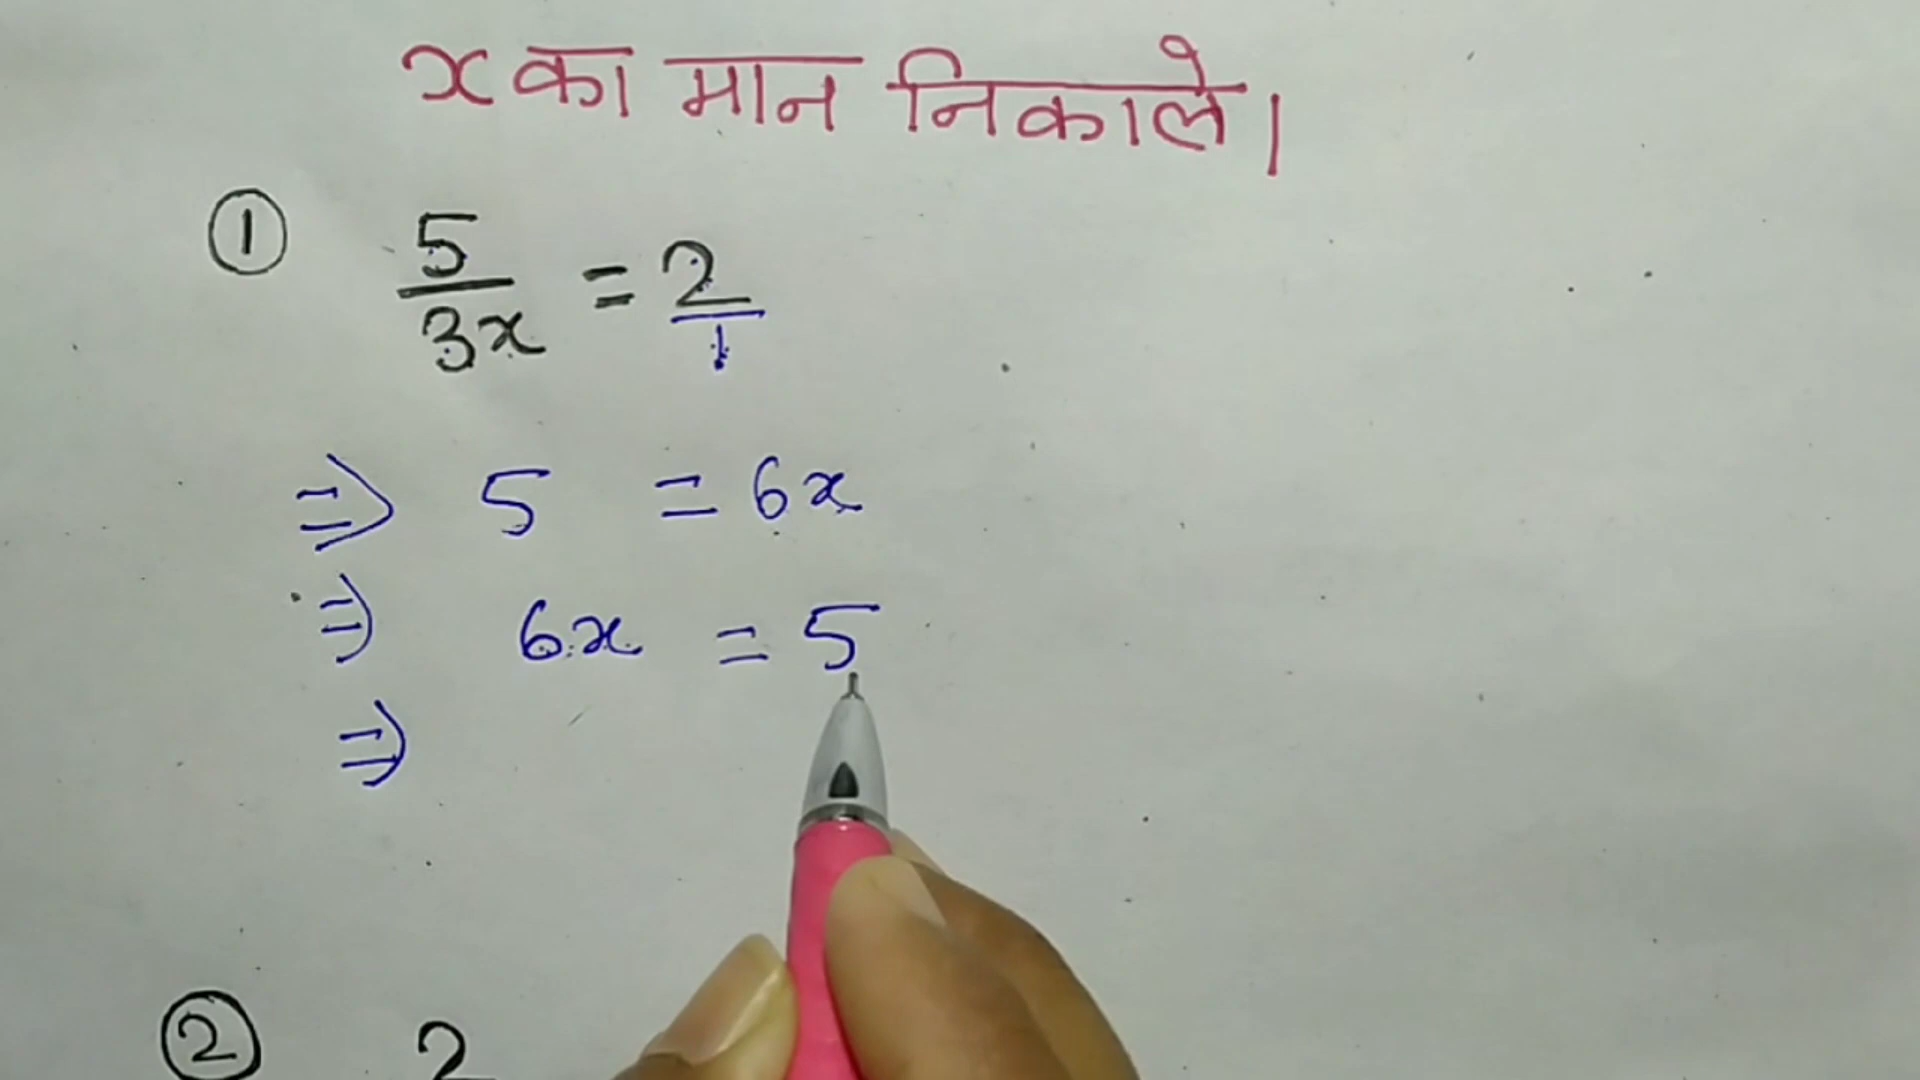 x का मान निकाले।
① 5/3x = 2/1
⇒ 5 = 6x
⇒ 6x = 5
⇒
② 2